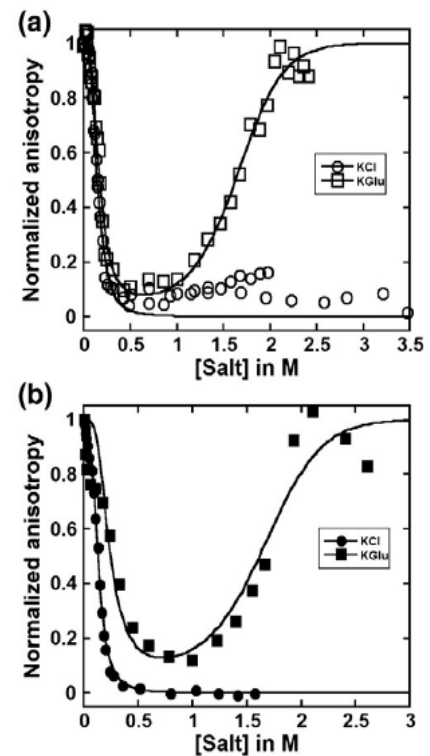 (a)
Normalized anisotropy
1
0.8
0.6
0.4
0.2
0
KCl
KGlu
0 0.5 1 1.5 2 2.5 3 3.5
[Salt] in M
(b)
Normalized anisotropy
1
0.8
0.6
0.4
0.2
0
KCl
KGlu
0 0.5 1 1.5 2 2.5 3
[Salt] in M